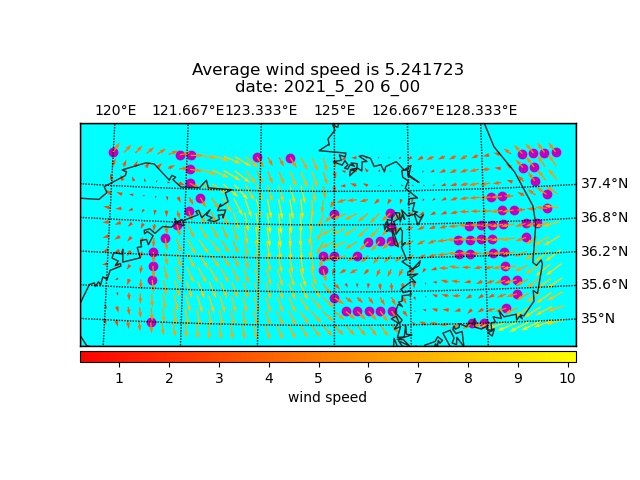 Average wind speed is 5.241723
date: 2021_5_20 6_00
120°E 121.667°E 123.333°E 125°E 126.667°E 128.333°E
37.4°N
36.8°N
36.2°N
35.6°N
35°N
1 2 3 4 5 6 7 8 9 10
wind speed